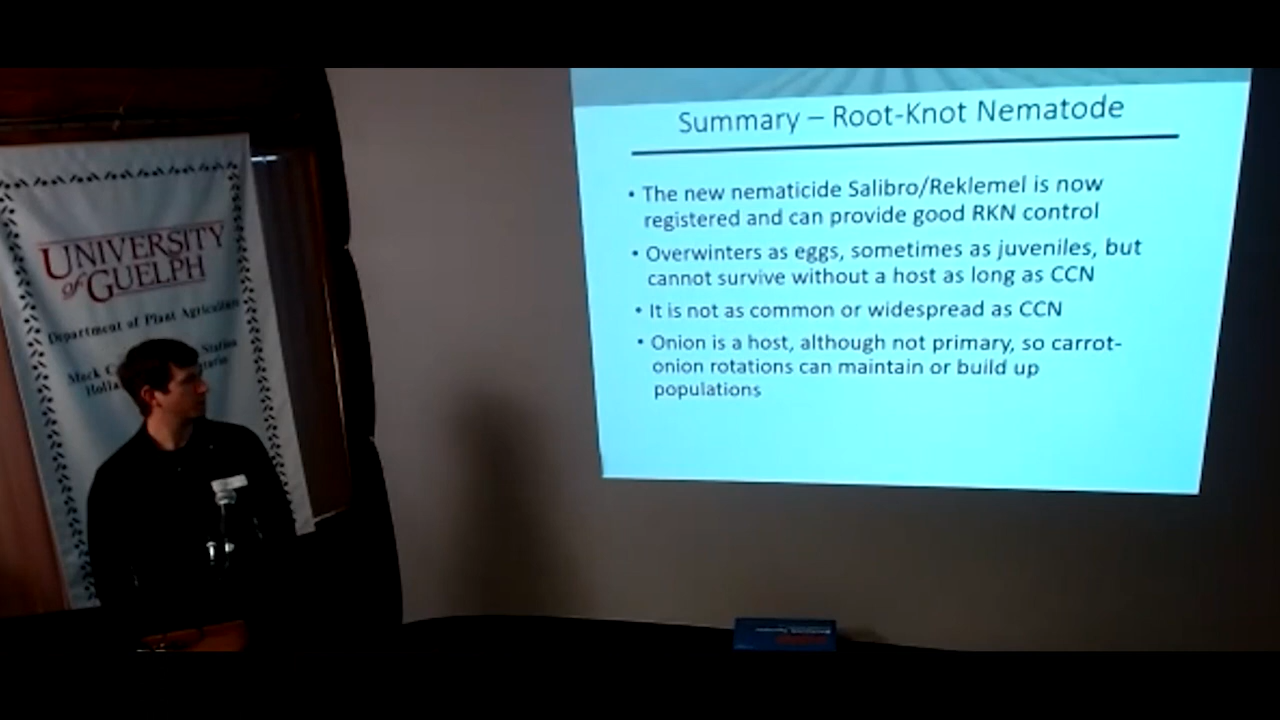 UNIVERSITY
of GUELPH
Department of Plant Agriculture
Summary – Root-Knot Nematode
• The new nematicide Salibro/Reklemel is now
registered and can provide good RKN control
• Overwinters as eggs, sometimes as juveniles, but
cannot survive without a host as long as CCN
• It is not as common or widespread as CCN
• Onion is a host, although not primary, so carrot-
onion rotations can maintain or build up
populations